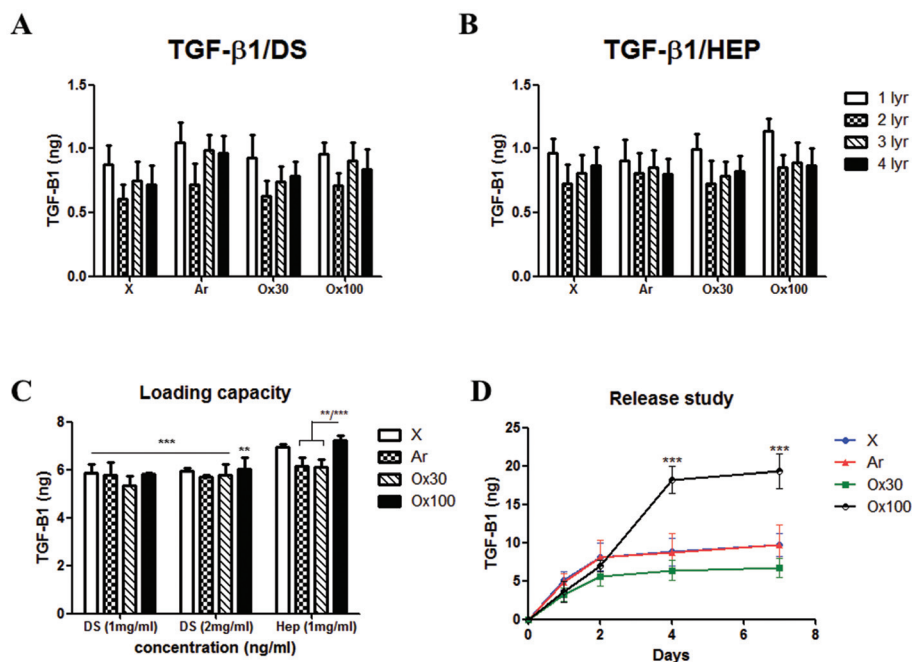 A
TGF-β1/DS
TGF-B1 (ng)
1.5
1.0
0.5
0.0
X Ar Ox30 Ox100
B
TGF-β1/HEP
TGF-B1 (ng)
1.5
1.0
0.5
0.0
X Ar Ox30 Ox100
1 lyr
2 lyr
3 lyr
4 lyr
C
Loading capacity
TGF-B1 (ng)
8
6
4
2
0
***
**
**/***
DS (1mg/ml) DS (2mg/ml) Hep (1mg/ml)
concentration (ng/ml)
X
Ar
Ox30
Ox100
D
Release study
TGF-B1 (ng)
25
20
15
10
5
0
***
***
0 2 4 6 8
Days
X
Ar
Ox30
Ox100